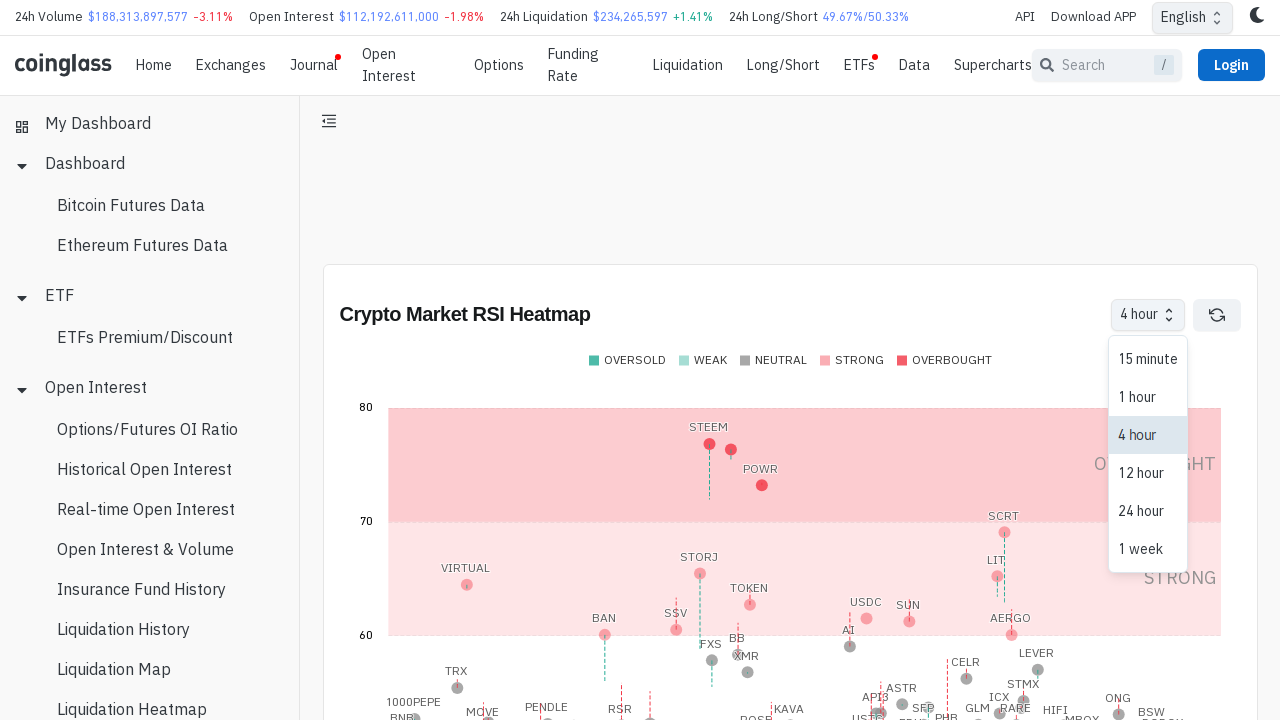 24h Volume $188,313,897,577 -3.11% Open Interest $112,192,611,000 -1.98% 24h Liquidation $234,265,597 +1.41% 24h Long/Short 49.67%/50.33% API Download APP English
coinglass Home Exchanges Journal Open Interest Options Funding Rate Liquidation Long/Short ETFs Data Supercharts Search / Login
My Dashboard
Dashboard
Bitcoin Futures Data
Ethereum Futures Data
ETF
ETFs Premium/Discount
Open Interest
Options/Futures OI Ratio
Historical Open Interest
Real-time Open Interest
Open Interest & Volume
Insurance Fund History
Liquidation History
Liquidation Map
Liquidation Heatmap
Crypto Market RSI Heatmap
4 hour
15 minute
1 hour
4 hour
12 hour
24 hour
1 week
OVERSOLD WEAK NEUTRAL STRONG OVERBOUGHT
80
STEEM
POWR
70
SCRT
STORJ
LIT
VIRTUAL
STRONG
TOKEN
USDC
SUN
SSV
BAN
AERGO
AI
60
BB
FXS
XMR
LEVER
CELR
TRX
STMX
ASTR
API3
ICX
ONG
1000PEPE
PENDLE
RSR
KAVA
SFP
GLM
RARE
HIFI
BSW
MOVE
BNB
PHB